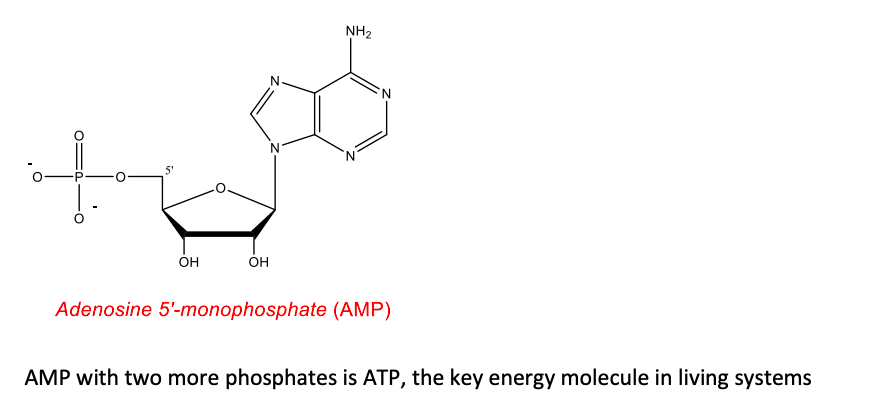 NH2
N
N
N
N
O
-
O
P
O
5'
O
-
O
OH
OH
Adenosine 5'-monophosphate (AMP)
AMP with two more phosphates is ATP, the key energy molecule in living systems